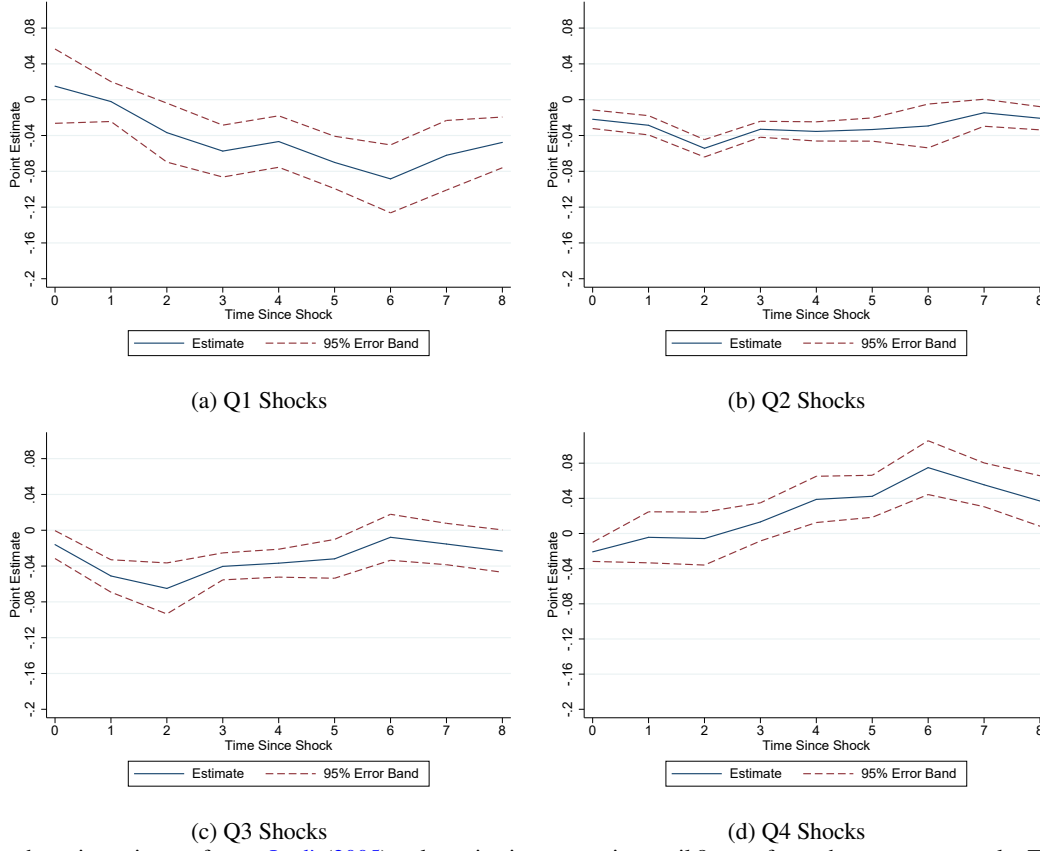 .08
.04
0
-.04
-.08
-.12
-.16
-.2
Point Estimate
0 1 2 3 4 5 6 7 8
Time Since Shock
Estimate 95% Error Band
(a) Q1 Shocks
.08
.04
0
-.04
-.08
-.12
-.16
-.2
Point Estimate
0 1 2 3 4 5 6 7 8
Time Since Shock
Estimate 95% Error Band
(b) Q2 Shocks
.08
.04
0
-.04
-.08
-.12
-.16
-.2
Point Estimate
0 1 2 3 4 5 6 7 8
Time Since Shock
Estimate 95% Error Band
(c) Q3 Shocks
.08
.04
0
-.04
-.08
-.12
-.16
-.2
Point Estimate
0 1 2 3 4 5 6 7 8
Time Since Shock
Estimate 95% Error Band
(d) Q4 Shocks